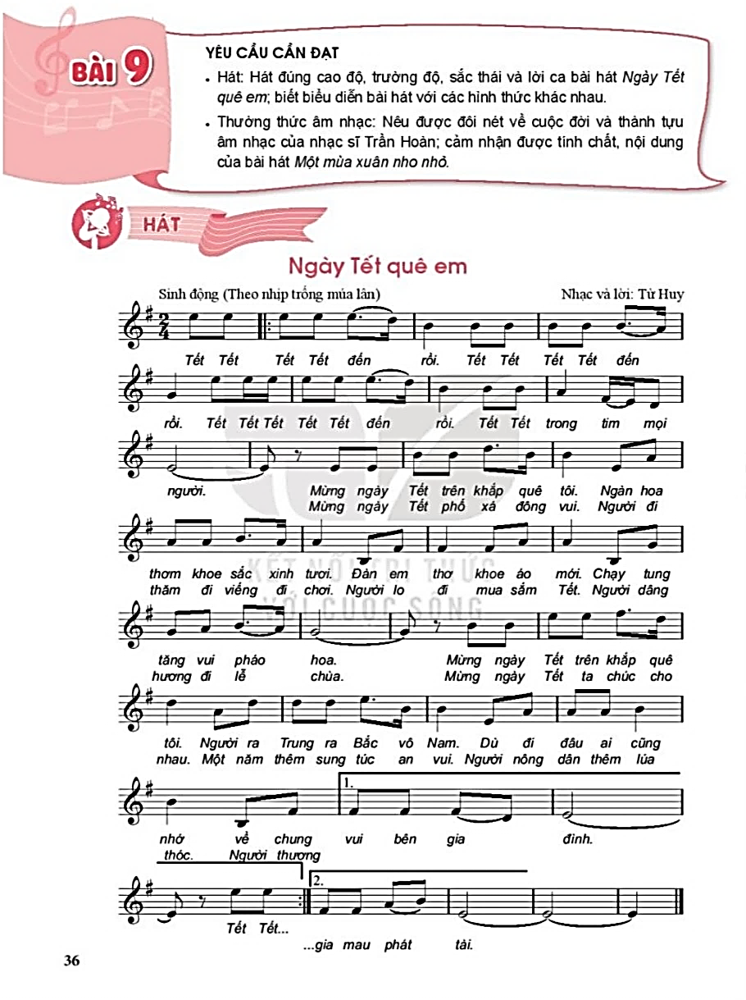 BÀI 9
YÊU CẦU CẦN ĐẠT
• Hát: Hát đúng cao độ, trường độ, sắc thái và lời ca bài hát Ngày Tết
quê em; biết biểu diễn bài hát với các hình thức khác nhau.
• Thường thức âm nhạc: Nêu được đôi nét về cuộc đời và thành tựu
âm nhạc của nhạc sĩ Trần Hoàn; cảm nhận được tính chất, nội dung
của bài hát Một mùa xuân nho nhỏ.
HÁT
Ngày Tết quê em
Sinh động (Theo nhịp trống múa lân) Nhạc và lời: Từ Huy
2
4
Tết Tết Tết Tết đến rồi. Tết Tết Tết Tết đến
rồi. Tết Tết Tết Tết Tết đến rồi. Tết Tết trong tim mọi
người. Mừng ngày Tết trên khắp quê tôi. Ngàn hoa
Mừng ngày Tết phố xá đông vui. Người đi
thơm khoe sắc xinh tươi. Đàn em thơ khoe áo mới. Chạy tung
thăm đi viếng đi chơi. Người lo đi mua sắm Tết. Người dâng
KẾT NỐI TRI THỨC
VỚI CUỘC SỐNG
tăng vui pháo hoa. Mừng ngày Tết trên khắp quê
hương đi lễ chùa. Mừng ngày Tết ta chúc cho
tôi. Người ra Trung ra Bắc vô Nam. Dù đi đâu ai cũng
nhau. Một năm thêm sung túc an vui. Người nông dân thêm lúa
1.
nhớ về chung vui bên gia đình.
thóc. Người thương
2.
Tết Tết...
...gia mau phát tài.
36